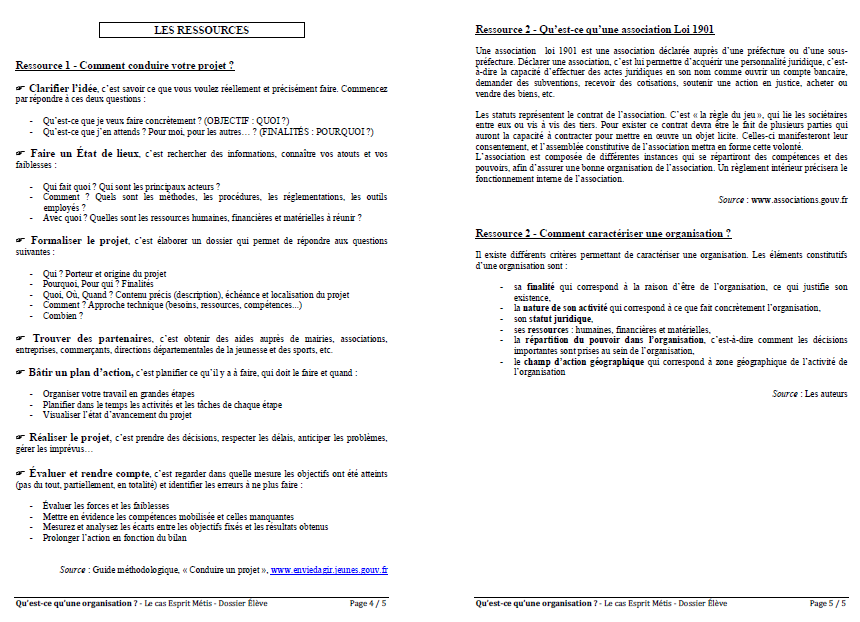 LES RESSOURCES
Ressource 1 - Comment conduire votre projet ?
☛ Clarifier l'idée, c'est savoir ce que vous voulez réellement et précisément faire. Commencez
par répondre à ces deux questions :
- Qu'est-ce que je veux faire concrètement ? (OBJECTIF : QUOI ?)
- Qu'est-ce que j'en attends ? Pour moi, pour les autres… ? (FINALITÉS : POURQUOI ?)
☛ Faire un État de lieux, c'est rechercher des informations, connaître vos atouts et vos
faiblesses :
- Qui fait quoi ? Qui sont les principaux acteurs ?
- Comment ? Quels sont les méthodes, les procédures, les réglementations, les outils
employés ?
- Avec quoi ? Quelles sont les ressources humaines, financières et matérielles à réunir ?
☛ Formaliser le projet, c'est élaborer un dossier qui permet de répondre aux questions
suivantes :
- Qui ? Porteur et origine du projet
- Pourquoi, Pour qui ? Finalités
- Quoi, Où, Quand ? Contenu précis (description), échéance et localisation du projet
- Comment ? Approche technique (besoins, ressources, compétences...)
- Combien ?
☛ Trouver des partenaires, c'est obtenir des aides auprès de mairies, associations,
entreprises, commerçants, directions départementales de la jeunesse et des sports, etc.
☛ Bâtir un plan d'action, c'est planifier ce qu'il y a à faire, qui doit le faire et quand :
- Organiser votre travail en grandes étapes
- Planifier dans le temps les activités et les tâches de chaque étape
- Visualiser l'état d'avancement du projet
☛ Réaliser le projet, c'est prendre des décisions, respecter les délais, anticiper les problèmes,
gérer les imprévus…
☛ Évaluer et rendre compte, c'est regarder dans quelle mesure les objectifs ont été atteints
(pas du tout, partiellement, en totalité) et identifier les erreurs à ne plus faire :
- Évaluer les forces et les faiblesses
- Mettre en évidence les compétences mobilisée et celles manquantes
- Mesurez et analysez les écarts entre les objectifs fixés et les résultats obtenus
- Prolonger l'action en fonction du bilan
Source : Guide méthodologique, « Conduire un projet », www.enviedagir.jeunes.gouv.fr
Qu'est-ce qu'une organisation ? - Le cas Esprit Métis - Dossier Élève Page 4 / 5
Ressource 2 - Qu'est-ce qu'une association Loi 1901
Une association loi 1901 est une association déclarée auprès d'une préfecture ou d'une sous-
préfecture. Déclarer une association, c'est lui permettre d'acquérir une personnalité juridique, c'est-
à-dire la capacité d'effectuer des actes juridiques en son nom comme ouvrir un compte bancaire,
demander des subventions, recevoir des cotisations, soutenir une action en justice, acheter ou
vendre des biens, etc.
Les statuts représentent le contrat de l'association. C'est « la règle du jeu », qui lie les sociétaires
entre eux ou vis à vis des tiers. Pour exister ce contrat devra être le fait de plusieurs parties qui
auront la capacité à contracter pour mettre en œuvre un objet licite. Celles-ci manifesteront leur
consentement, et l'assemblée constitutive de l'association mettra en forme cette volonté.
L'association est composée de différentes instances qui se répartiront des compétences et des
pouvoirs, afin d'assurer une bonne organisation de l'association. Un règlement intérieur précisera le
fonctionnement interne de l'association.
Source : www.associations.gouv.fr
Ressource 2 - Comment caractériser une organisation ?
Il existe différents critères permettant de caractériser une organisation. Les éléments constitutifs
d'une organisation sont :
- sa finalité qui correspond à la raison d'être de l'organisation, ce qui justifie son
existence,
- la nature de son activité qui correspond à ce que fait concrètement l'organisation,
- son statut juridique,
- ses ressources : humaines, financières et matérielles,
- la répartition du pouvoir dans l'organisation, c'est-à-dire comment les décisions
importantes sont prises au sein de l'organisation,
- le champ d'action géographique qui correspond à zone géographique de l'activité de
l'organisation
Source : Les auteurs
Qu'est-ce qu'une organisation ? - Le cas Esprit Métis - Dossier Élève Page 5 / 5